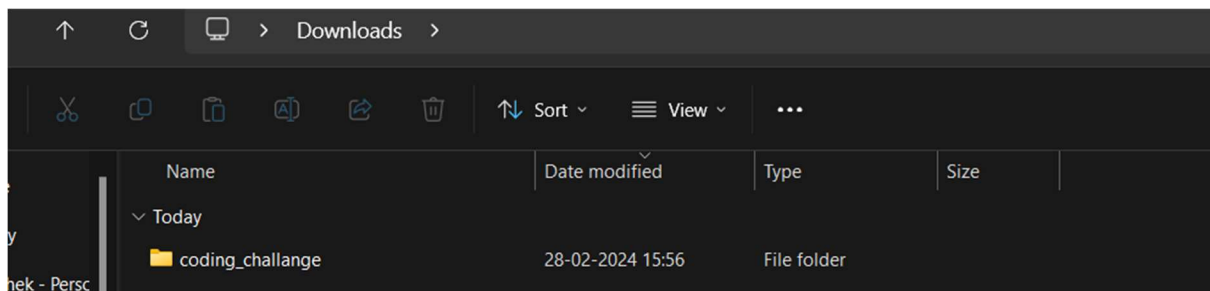 Downloads
Sort View
Name Date modified Type Size
Today
coding_challange 28-02-2024 15:56 File folder